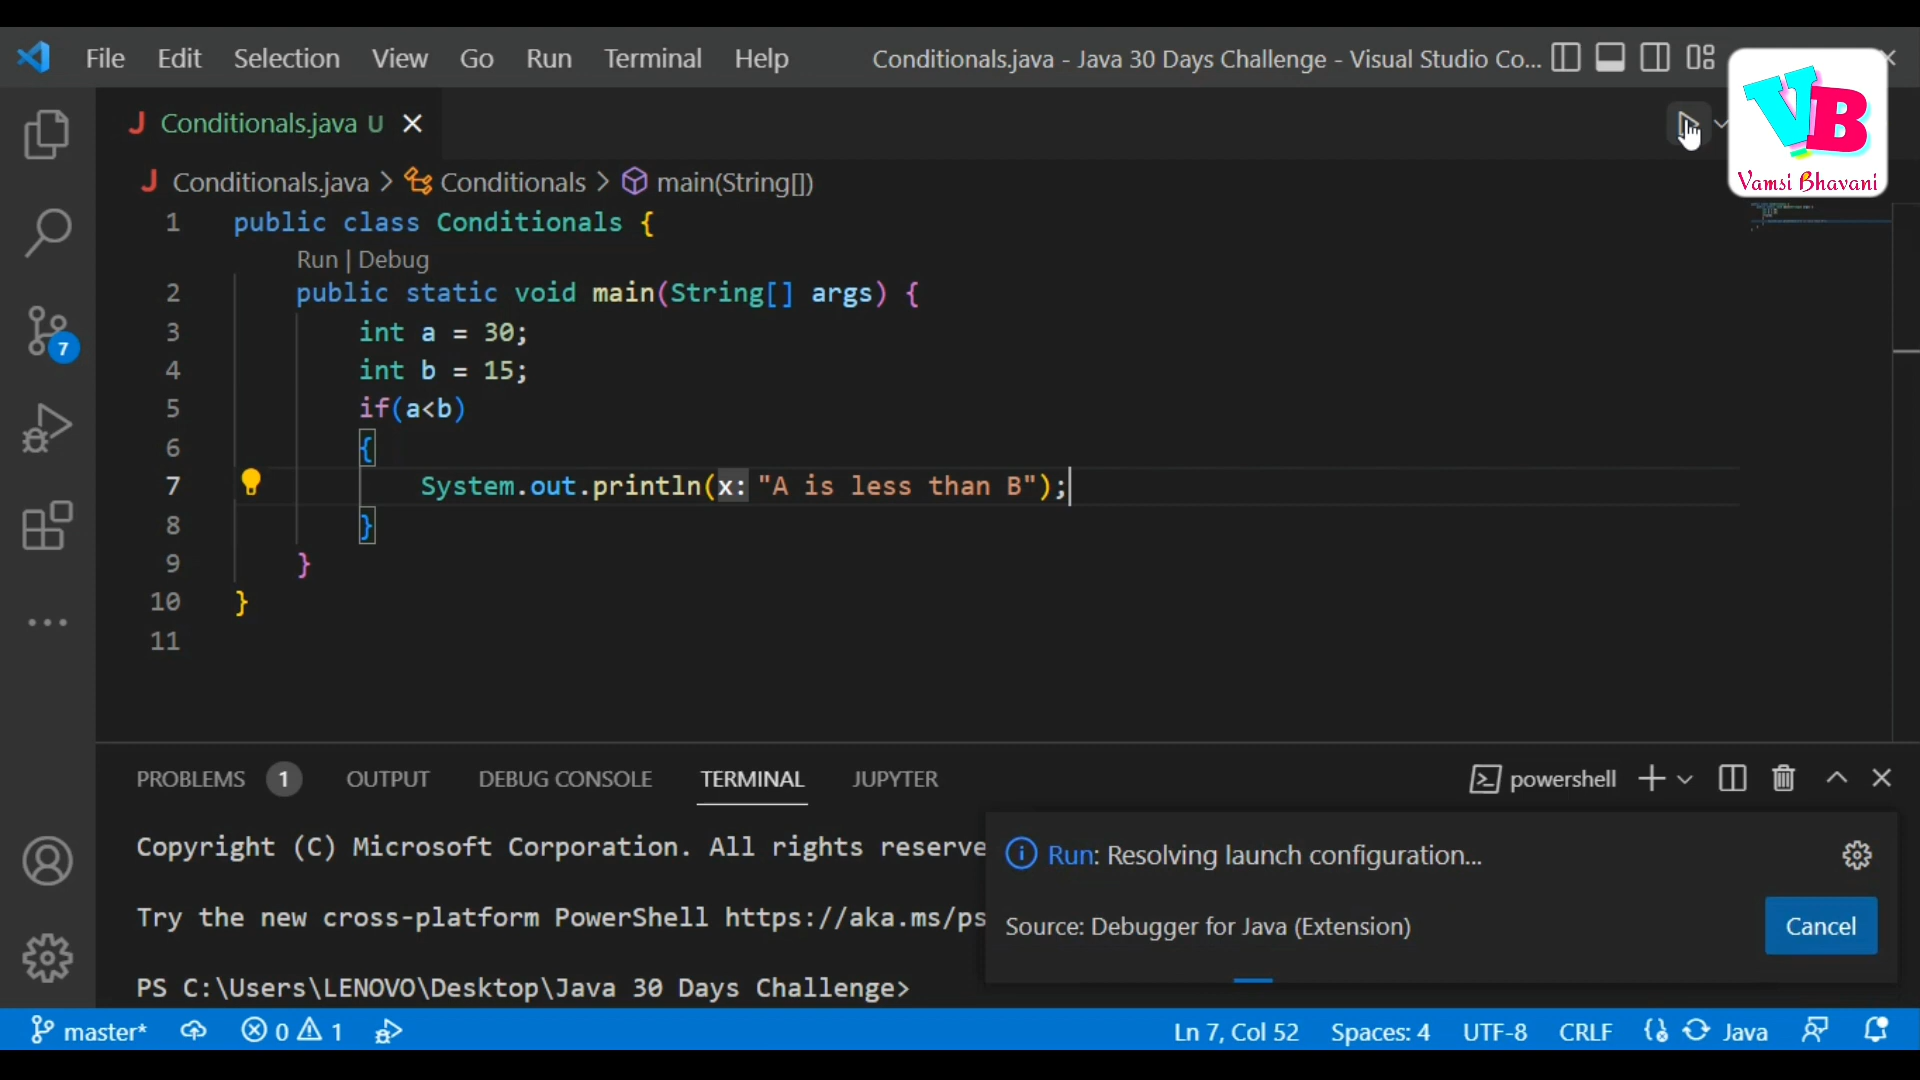 File Edit Selection View Go Run Terminal Help Conditionals.java - Java 30 Days Challenge - Visual Studio Co...
VB
Vamsi Bhavani
J Conditionals.java U
J Conditionals.java > Conditionals > main(String[])
1 public class Conditionals {
Run | Debug
2 public static void main(String[] args) {
3 int a = 30;
4 int b = 15;
5 if(a<b)
6 {
7 System.out.println(x: "A is less than B");
8 }
9 }
10 }
11
7
PROBLEMS 1 OUTPUT DEBUG CONSOLE TERMINAL JUPYTER powershell
Copyright (C) Microsoft Corporation. All rights reserve
Try the new cross-platform PowerShell https://aka.ms/ps
PS C:\Users\LENOVO\Desktop\Java 30 Days Challenge>
Run: Resolving launch configuration...
Source: Debugger for Java (Extension)
Cancel
master* 0 1 Ln 7, Col 52 Spaces: 4 UTF-8 CRLF Java